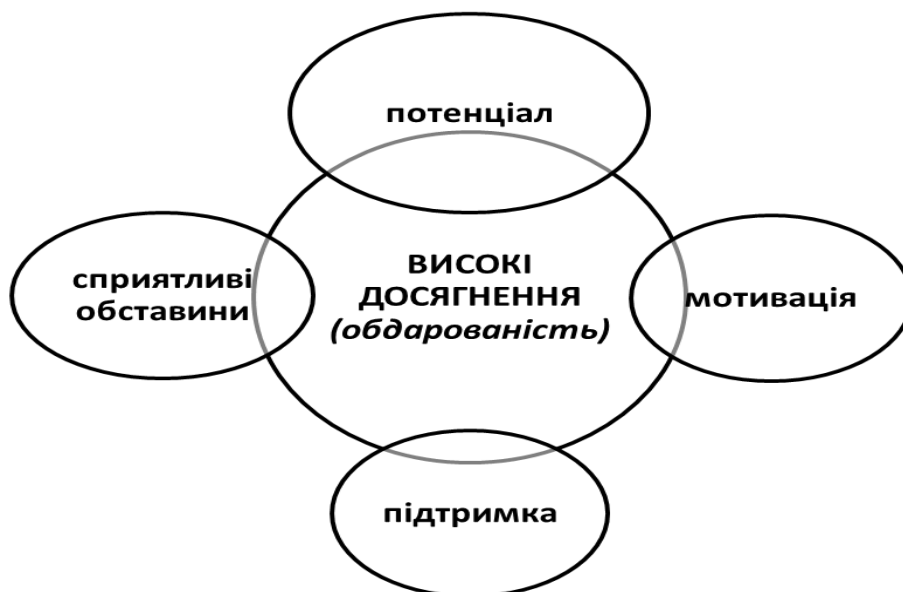 потенціал
сприятливі
обставини
ВИСОКІ
ДОСЯГНЕННЯ
(обдарованість)
мотивація
підтримка